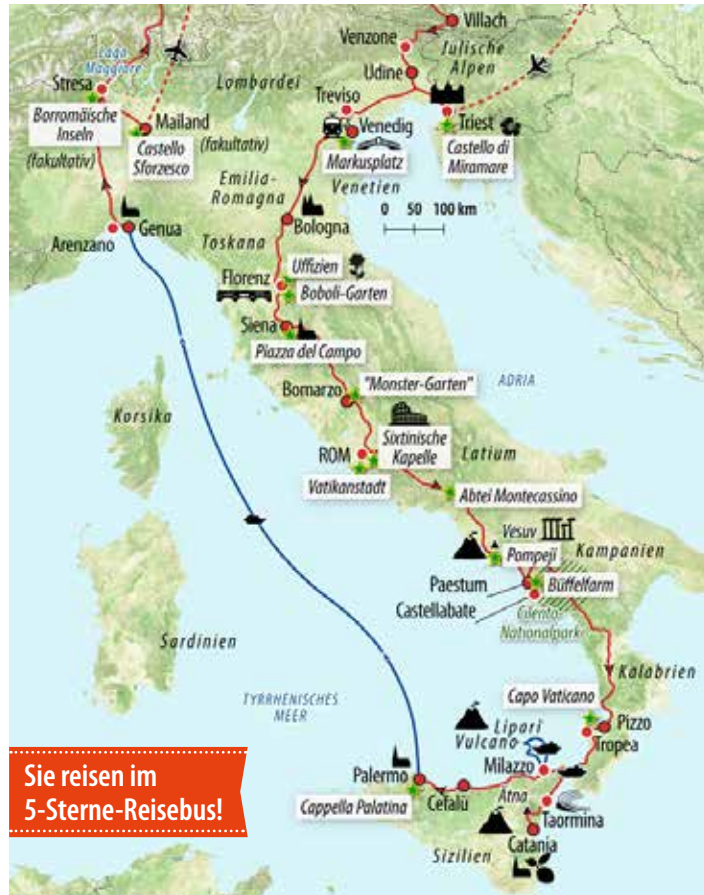 Villach
Venzone
Julische
Alpen
Lago
Maggiore
Udine
Stresa
Lombardei
Treviso
Borromäische
Inseln
Mailand
Venedig
Triest
(fakultativ)
Castello
Sforzesco
(fakultativ)
Markusplatz
Castello di
Miramare
Emilia-
Romagna
Venetien
0 50 100 km
Arenzano
Genua
Toskana
Bologna
Florenz
Uffizien
Boboli-Garten
Siena
Piazza del Campo
ADRIA
Bomarzo
"Monster-Garten"
Korsika
ROM
Sixtinische
Kapelle
Latium
Vatikanstadt
Abtei Montecassino
Vesuv
Pompeji
Kampanien
Paestum
Büffelfarm
Castellabate
Cilento-
Nationalpark
Sardinien
Kalabrien
TYRRHENISCHES
MEER
Capo Vaticano
Lipari
Vulcano
Pizzo
Tropea
Sie reisen im
5-Sterne-Reisebus!
Palermo
Milazzo
Cefalù
Cappella Palatina
Ätna
Taormina
Catania
Sizilien